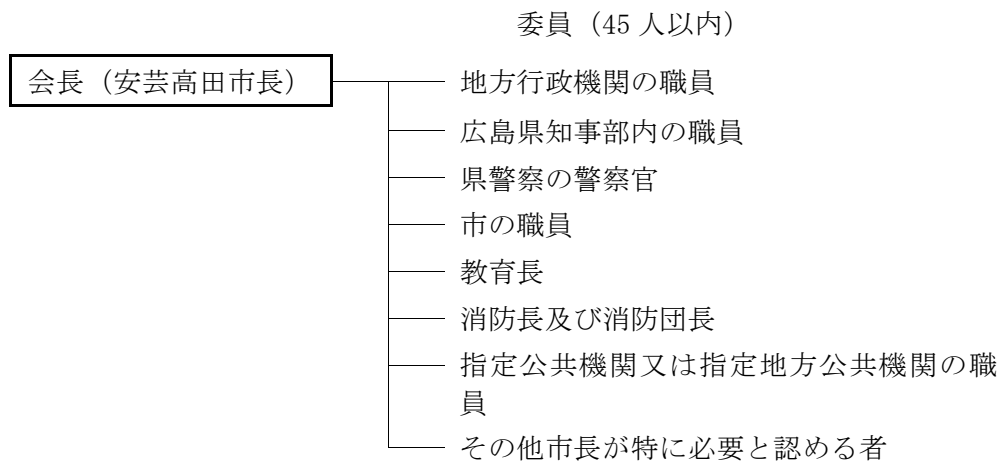 委員（45 人以内）
会長（安芸高田市長）
地方行政機関の職員
広島県知事部内の職員
県警察の警察官
市の職員
教育長
消防長及び消防団長
指定公共機関又は指定地方公共機関の職
員
その他市長が特に必要と認める者